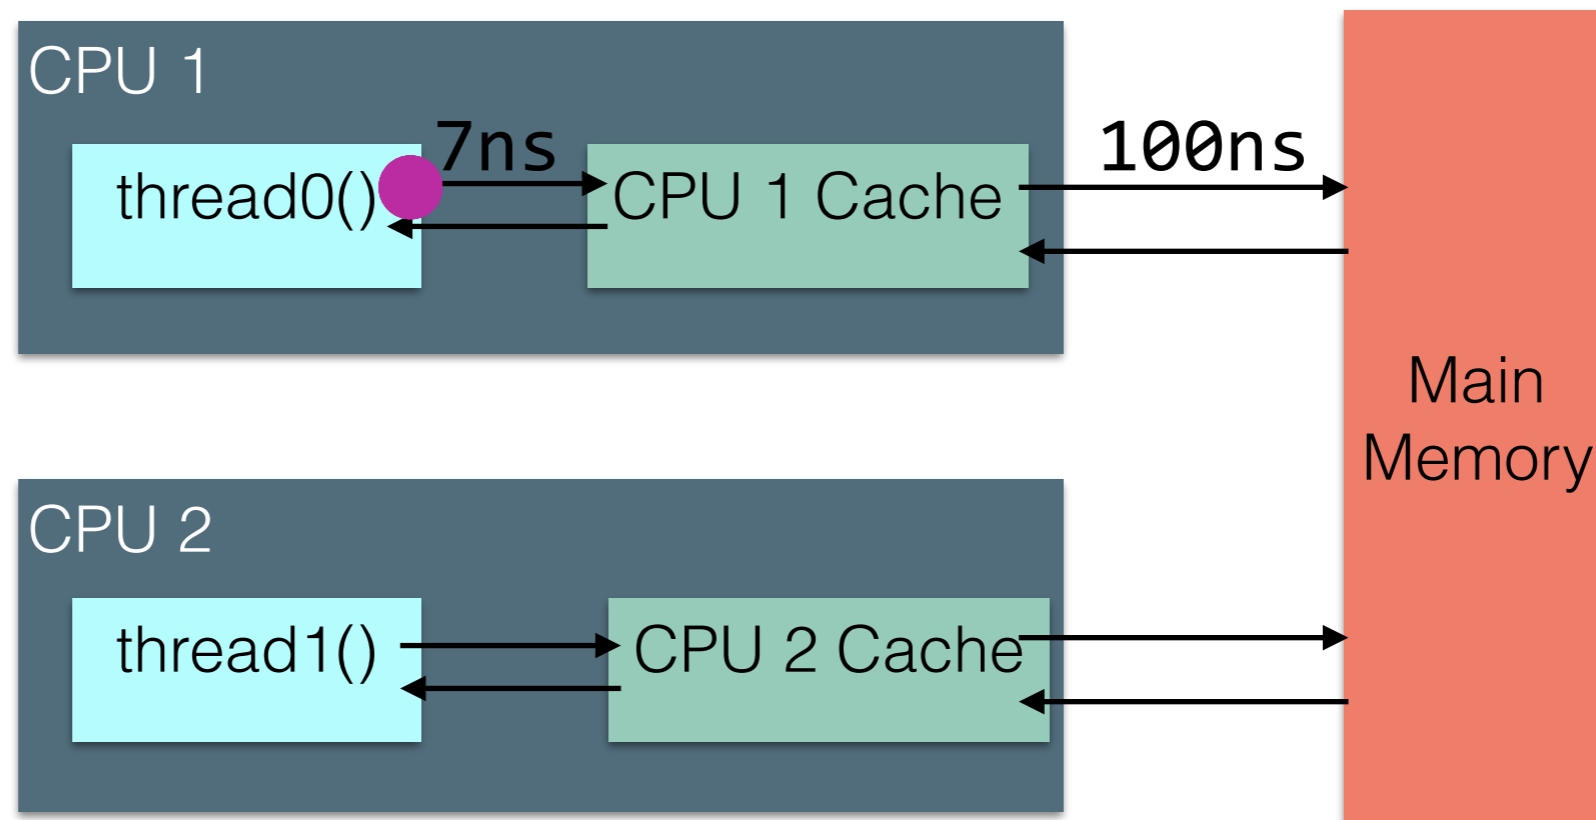 CPU 1
7ns
100ns
thread0()
CPU 1 Cache
Main
Memory
CPU 2
thread1()
CPU 2 Cache